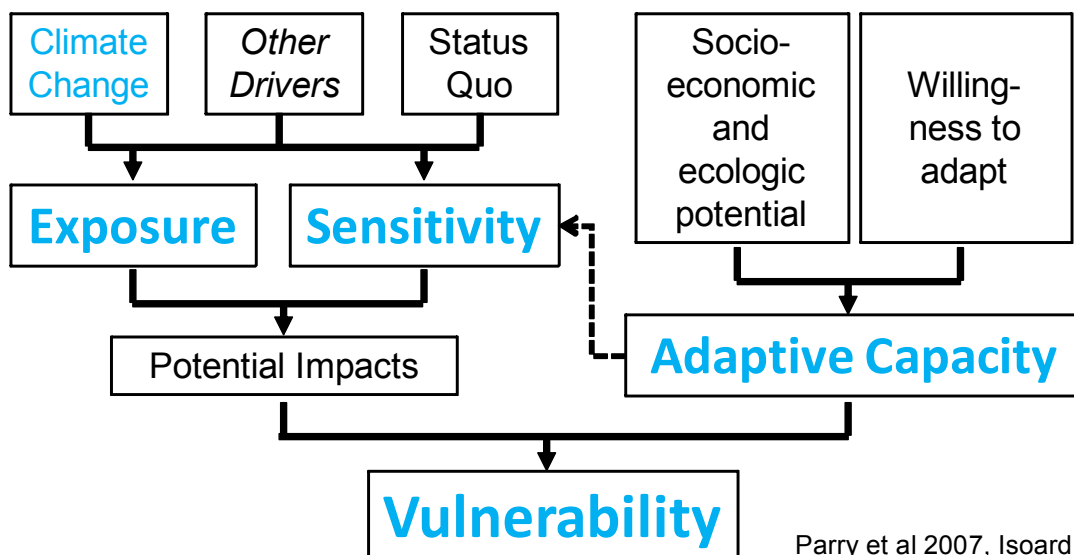 Climate
Change
Other
Drivers
Status
Quo
Socio-
economic
and
ecologic
potential
Willing-
ness to
adapt
Exposure
Sensitivity
Potential Impacts
Adaptive Capacity
Vulnerability
Parry et al 2007, Isoard